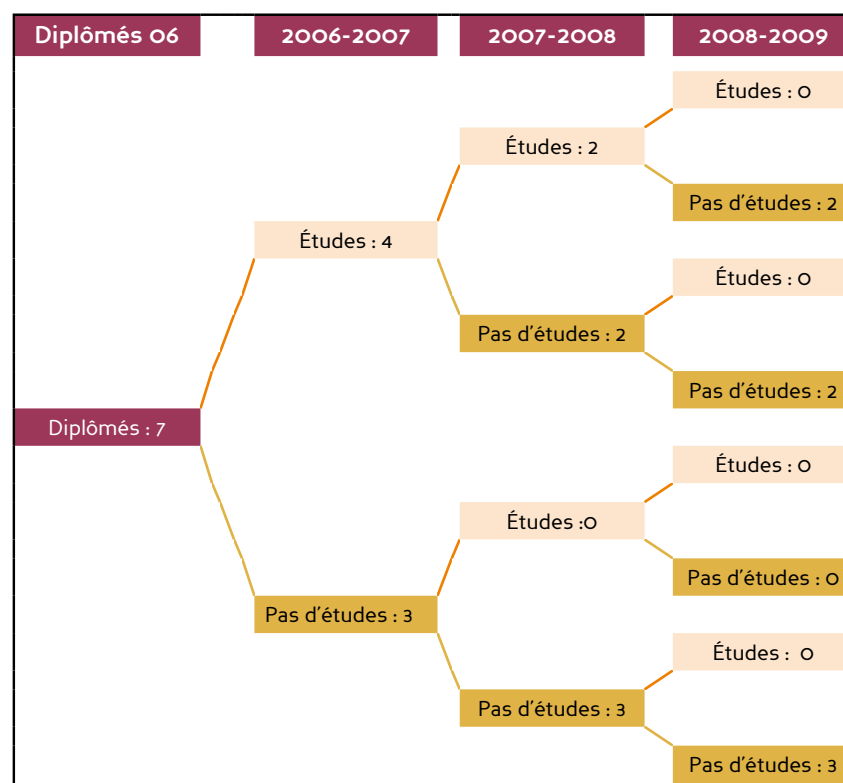 Diplômés 06 2006-2007 2007-2008 2008-2009
Études : 0
Études : 2
Pas d'études : 2
Études : 4
Études : 0
Pas d'études : 2
Pas d'études : 2
Diplômés : 7
Études : 0
Études :0
Pas d'études : 0
Pas d'études : 3
Études : 0
Pas d'études : 3
Pas d'études : 3